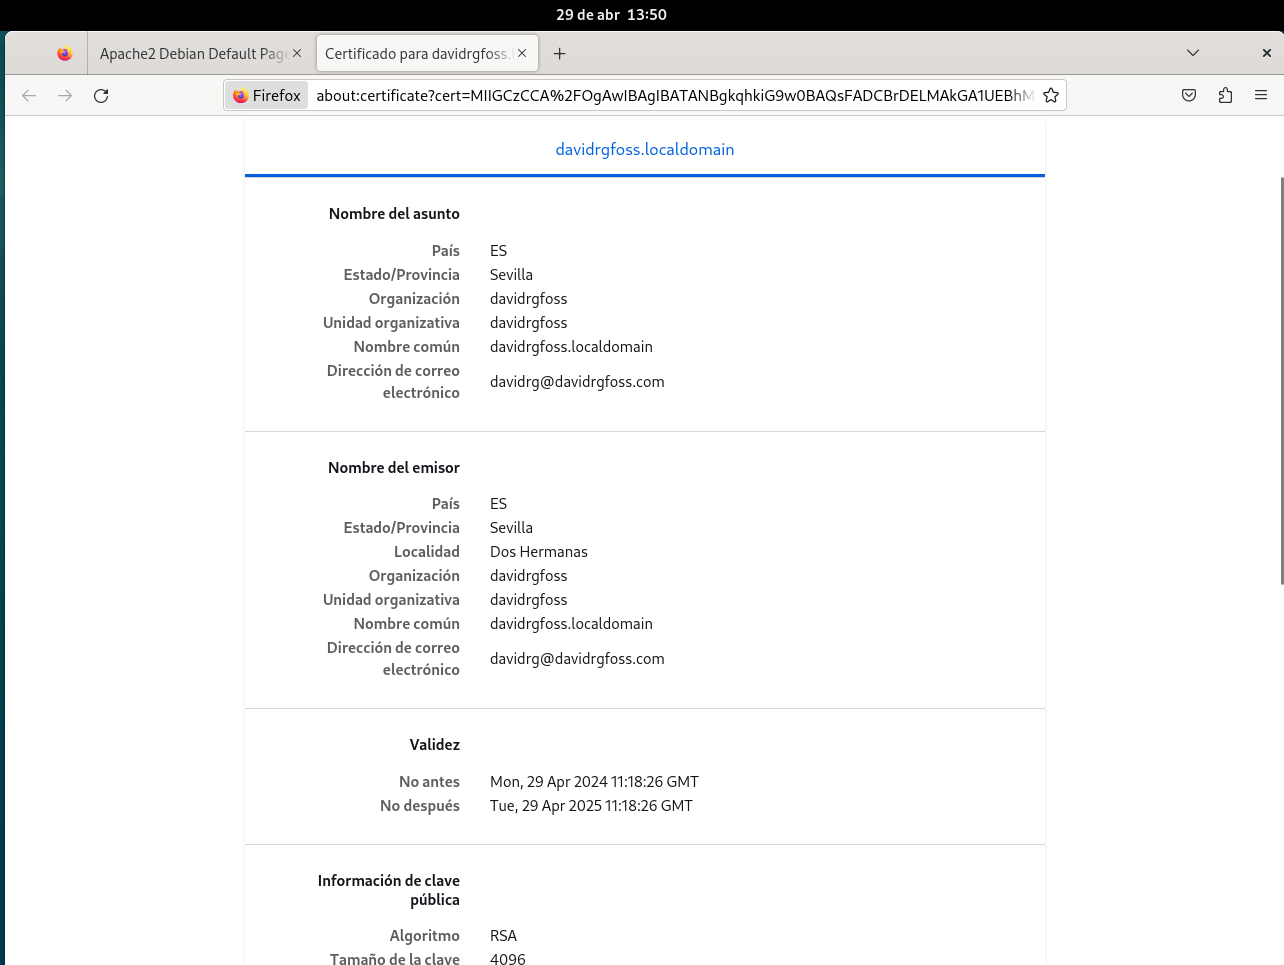 29 de abr 13:50
Apache2 Debian Default Page
Certificado para davidrgfoss.
Firefox
about:certificate?cert=MIIGCzCCA%2FOgAwIBAgIBATANBgkqhkiG9w0BAQsFADCBrDELMAkGA1UEBhM
davidrgfoss.localdomain
Nombre del asunto
País ES
Estado/Provincia Sevilla
Organización davidrgfoss
Unidad organizativa davidrgfoss
Nombre común davidrgfoss.localdomain
Dirección de correo
electrónico davidrg@davidrgfoss.com
Nombre del emisor
País ES
Estado/Provincia Sevilla
Localidad Dos Hermanas
Organización davidrgfoss
Unidad organizativa davidrgfoss
Nombre común davidrgfoss.localdomain
Dirección de correo
electrónico davidrg@davidrgfoss.com
Validez
No antes Mon, 29 Apr 2024 11:18:26 GMT
No después Tue, 29 Apr 2025 11:18:26 GMT
Información de clave
pública
Algoritmo RSA
Tamaño de la clave 4096